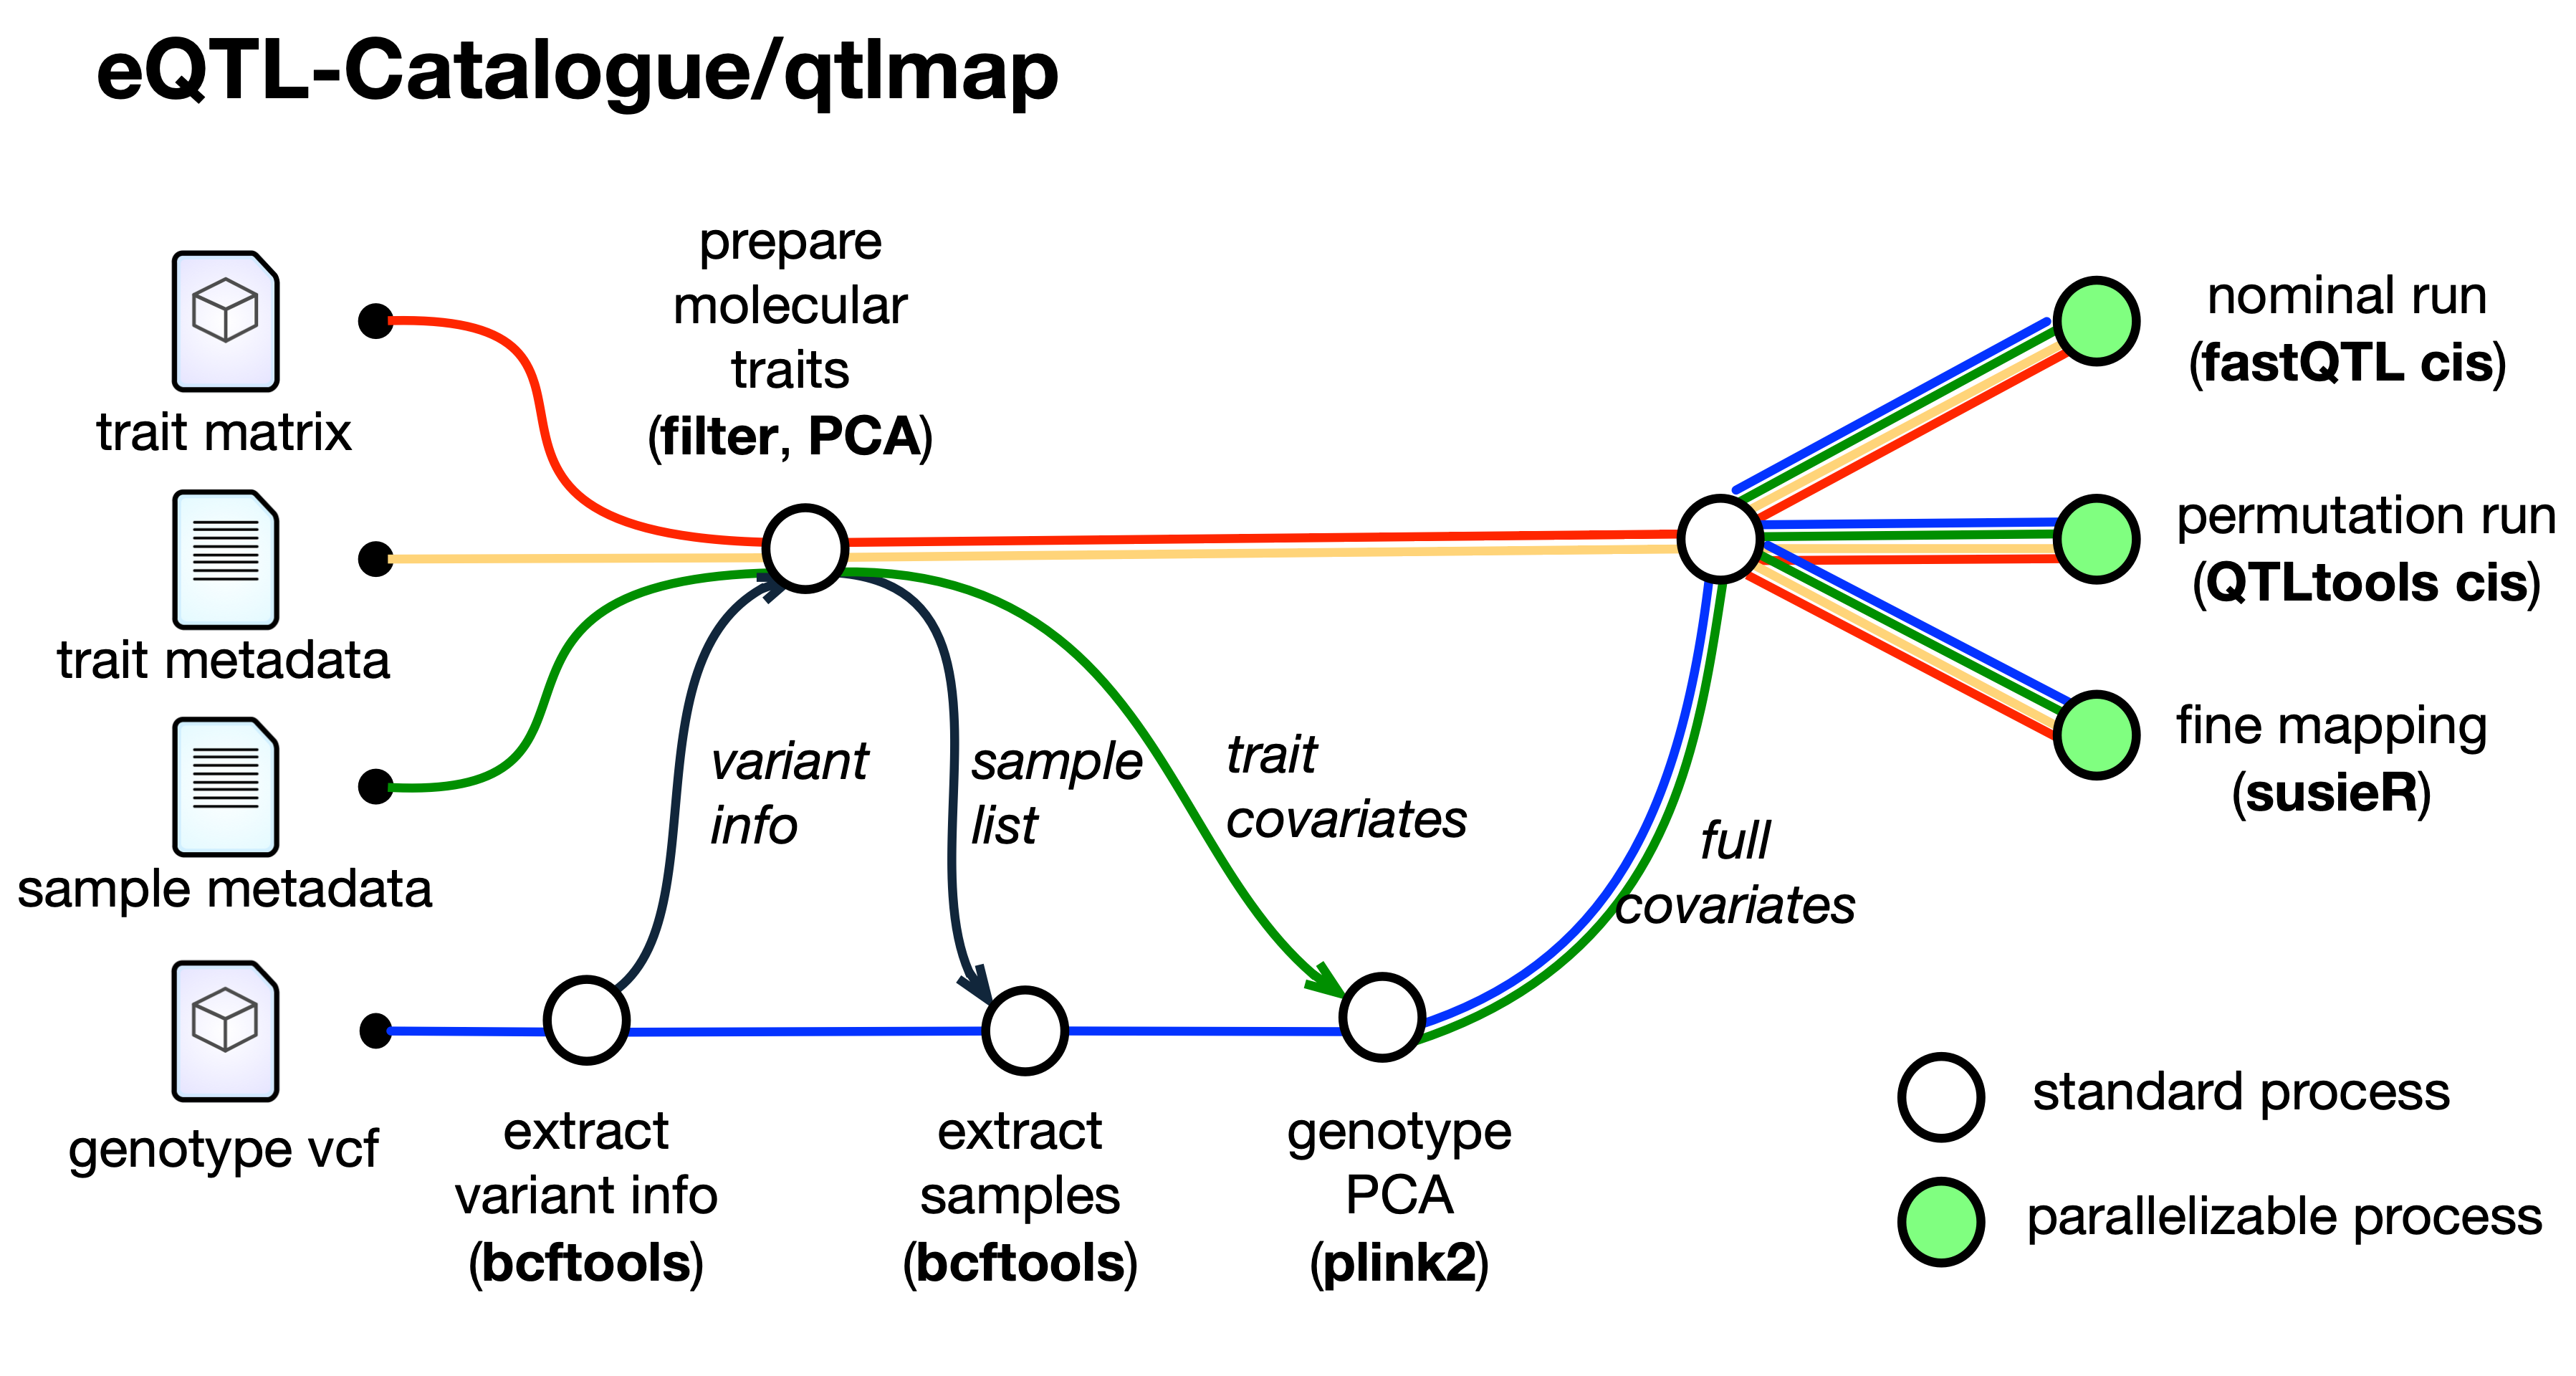 eQTL-Catalogue/qtlmap
trait matrix
trait metadata
sample metadata
genotype vcf
prepare
molecular
traits
(filter, PCA)
variant
info
sample
list
trait
covariates
full
covariates
extract
variant info
(bcftools)
extract
samples
(bcftools)
genotype
PCA
(plink2)
nominal run
(fastQTL cis)
permutation run
(QTLtools cis)
fine mapping
(susieR)
standard process
parallelizable process